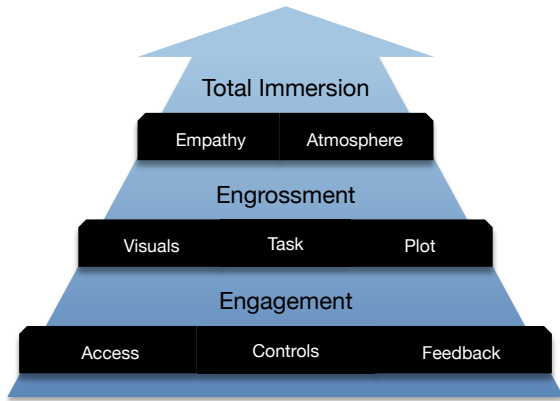 Total Immersion
Empathy Atmosphere
Engrossment
Visuals Task Plot
Engagement
Access Controls Feedback